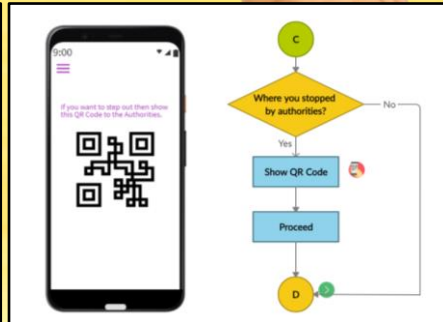 9:00
If you want to step out then show
this QR Code to the Authorities.
C
Where you stopped
by authorities?
No
Yes
Show QR Code
Proceed
D